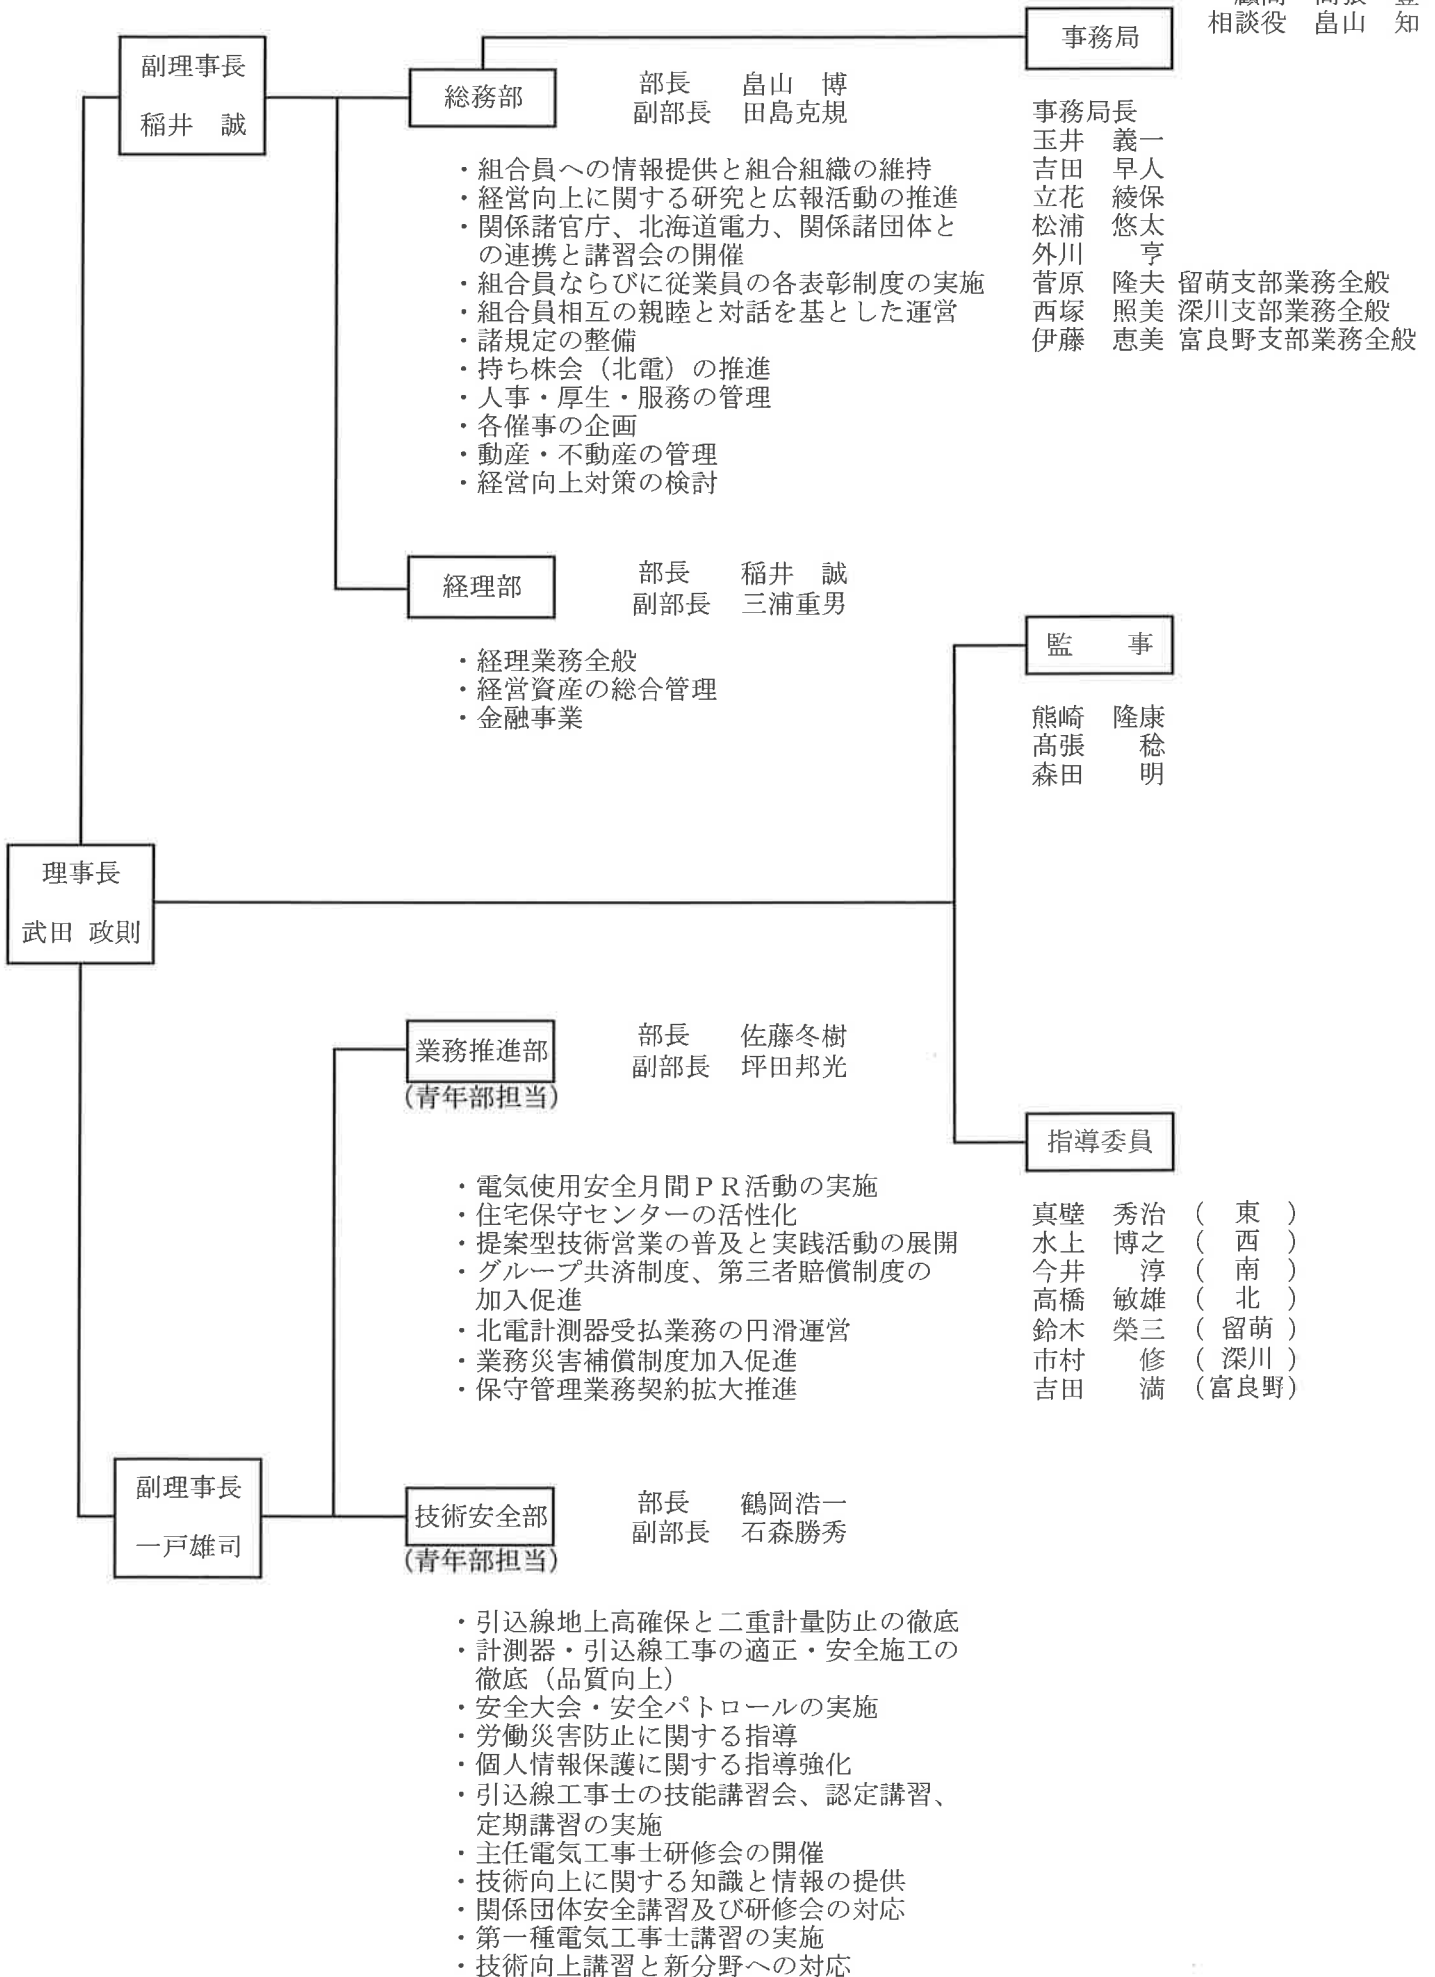 相談役　畠山　知
事務局
副理事長
稲井　誠
総務部
部長　畠山　博
副部長　田島克規
・組合員への情報提供と組合組織の維持
・経営向上に関する研究と広報活動の推進
・関係諸官庁、北海道電力、関係諸団体と
の連携と講習会の開催
・組合員ならびに従業員の各表彰制度の実施
・組合員相互の親睦と対話を基とした運営
・諸規定の整備
・持ち株会（北電）の推進
・人事・厚生・服務の管理
・各催事の企画
・動産・不動産の管理
・経営向上対策の検討
事務局長
玉井　義一
吉田　早人
立花　綾保
松浦　悠太
外川　亨
菅原　隆夫 留萌支部業務全般
西塚　照美 深川支部業務全般
伊藤　恵美 富良野支部業務全般
経理部
部長　稲井　誠
副部長　三浦重男
・経理業務全般
・経営資産の総合管理
・金融事業
監　事
熊崎　隆康
髙張　稔
森田　明
理事長
武田 政則
業務推進部
(青年部担当)
部長　佐藤冬樹
副部長　坪田邦光
・電気使用安全月間ＰＲ活動の実施
・住宅保守センターの活性化
・提案型技術営業の普及と実践活動の展開
・グループ共済制度、第三者賠償制度の
加入促進
・北電計測器受払業務の円滑運営
・業務災害補償制度加入促進
・保守管理業務契約拡大推進
指導委員
真壁　秀治 （　東　）
水上　博之 （　西　）
今井　淳 （　南　）
高橋　敏雄 （　北　）
鈴木　榮三 （ 留萌 ）
市村　修 （ 深川 ）
吉田　満 （富良野）
副理事長
一戸雄司
技術安全部
(青年部担当)
部長　鶴岡浩一
副部長　石森勝秀
・引込線地上高確保と二重計量防止の徹底
・計測器・引込線工事の適正・安全施工の
徹底（品質向上）
・安全大会・安全パトロールの実施
・労働災害防止に関する指導
・個人情報保護に関する指導強化
・引込線工事士の技能講習会、認定講習、
定期講習の実施
・主任電気工事士研修会の開催
・技術向上に関する知識と情報の提供
・関係団体安全講習及び研修会の対応
・第一種電気工事士講習の実施
・技術向上講習と新分野への対応